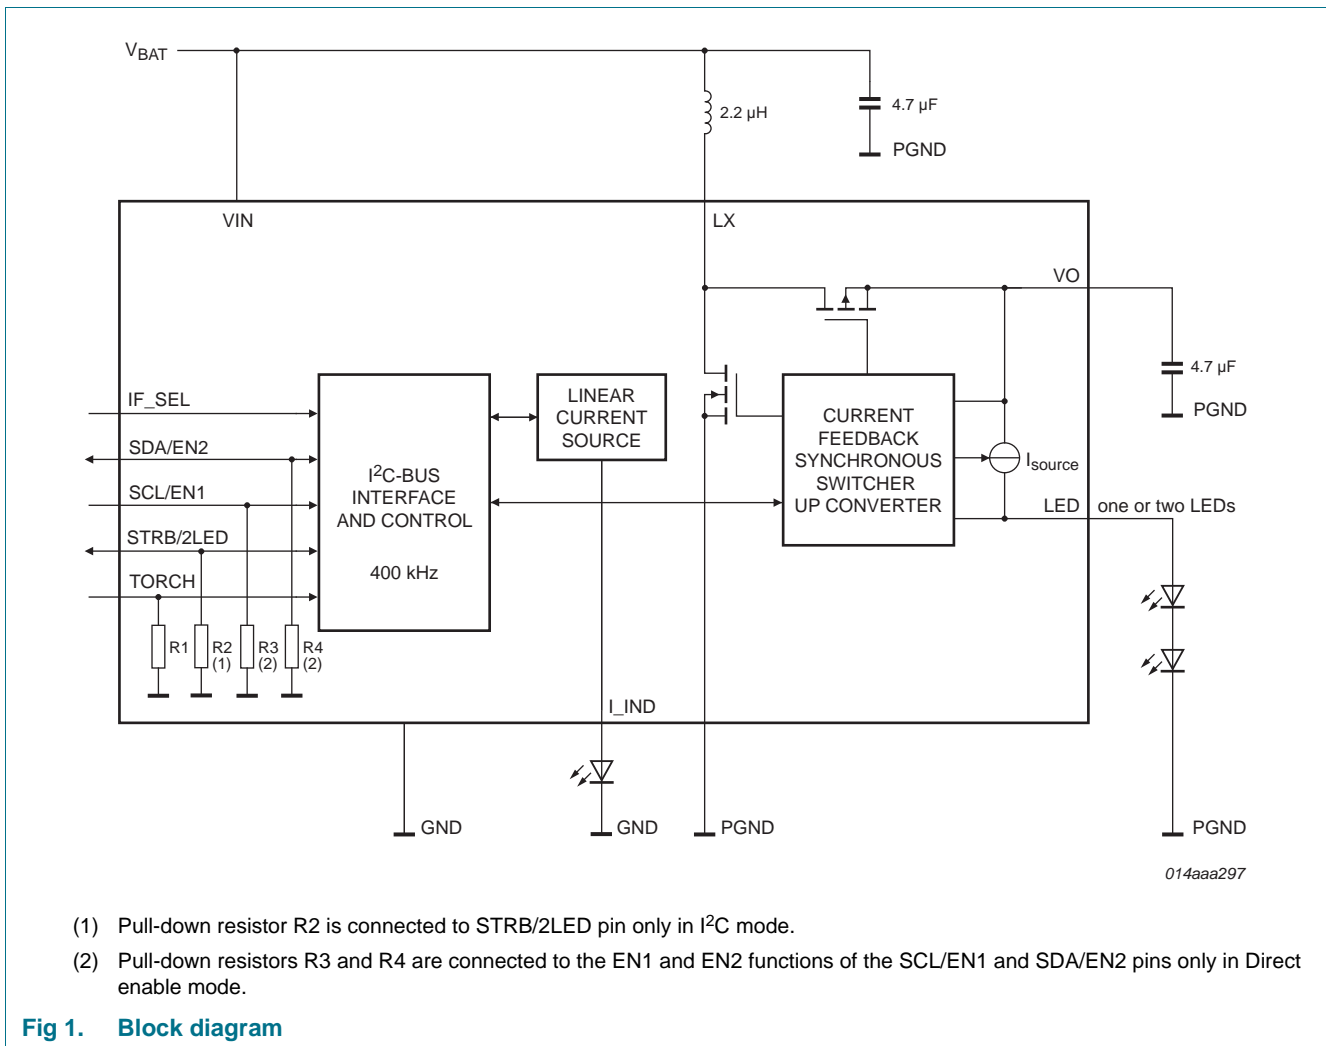 VBAT
2.2 µH
4.7 µF
PGND
VIN
LX
VO
4.7 µF
PGND
IF_SEL
SDA/EN2
SCL/EN1
STRB/2LED
TORCH
I2C-BUS
INTERFACE
AND CONTROL
400 kHz
LINEAR
CURRENT
SOURCE
CURRENT
FEEDBACK
SYNCHRONOUS
SWITCHER
UP CONVERTER
Isource
LED
one or two LEDs
R1
R2
(1)
R3
(2)
R4
(2)
I_IND
GND
GND
PGND
PGND
014aaa297
(1) Pull-down resistor R2 is connected to STRB/2LED pin only in I2C mode.
(2) Pull-down resistors R3 and R4 are connected to the EN1 and EN2 functions of the SCL/EN1 and SDA/EN2 pins only in Direct
enable mode.
Fig 1. Block diagram